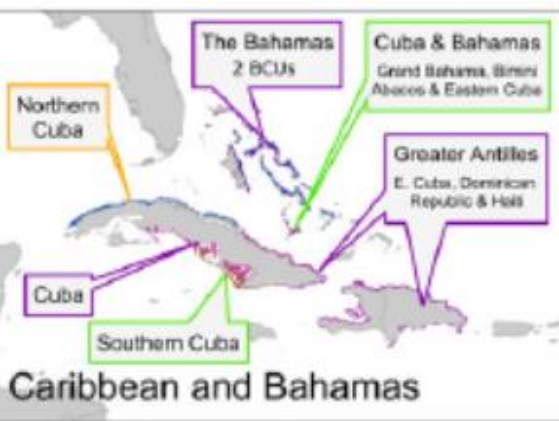 The Bahamas
2 BCUs
Cuba & Bahamas
Grand Bahama, Bimini
Abacos & Eastern Cuba
Northern
Cuba
Greater Antilles
E. Cuba, Dominican
Republic & Haiti
Cuba
Southern Cuba
Caribbean and Bahamas